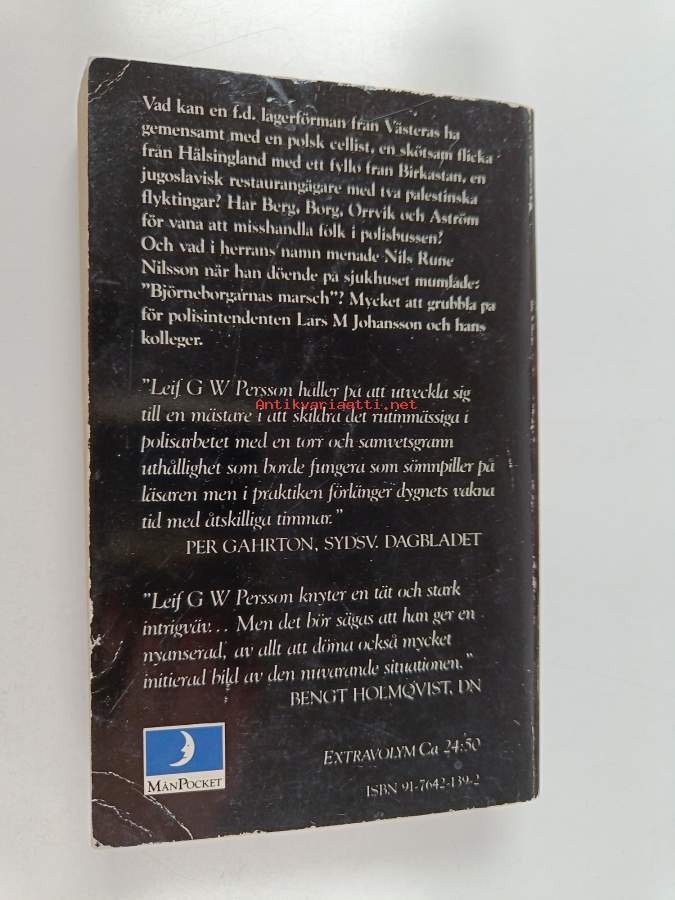 Vad kan en f.d. lagerförman från Västerås ha
gemensamt med en polsk cellist, en skötsam flicka
från Hälsingland med ett fyllo från Birkastan, en
jugoslavisk restaurangägare med två palestinska
flyktingar? Har Berg, Borg, Orrvik och Åström
för vana att misshandla folk i polisbussen?
Och vad i herrans namn menade Nils Rune
Nilsson när han döende på sjukhuset mumlade:
"Björneborgarnas marsch"? Mycket att grubbla på
för polisintendenten Lars M Johansson och hans
kolleger.
"Leif G W Persson håller på att utveckla sig
till en mästare i att skildra det rutinmässiga i
Antikvariaatti.net
polisarbetet med en torr och samvetsgrann
uthållighet som borde fungera som sömnpiller på
läsaren men i praktiken förlänger dygnets vakna
tid med åtskilliga timmar."
PER GAHRTON, SYDSV. DAGBLADET
"Leif G W Persson knyter en tät och stark
intrigväv... Men det bör sägas att han ger en
nyanserad, av allt att döma också mycket
initierad bild av den nuvarande situationen."
BENGT HOLMQVIST, DN
EXTRAVOLYM Ca 24:50
MÅNPOCKET
ISBN 91-7642-139-2